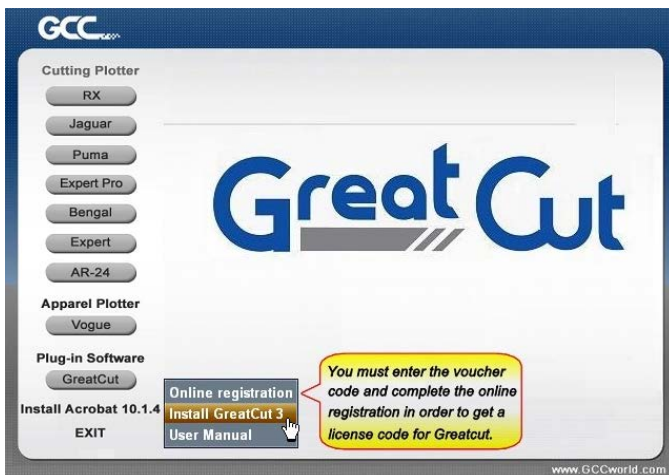 GCC
Cutting Plotter
RX
Jaguar
Puma
Expert Pro
Bengal
Expert
AR-24
Apparel Plotter
Vogue
Plug-in Software
GreatCut
Install Acrobat 10.1.4
EXIT
Great Cut
Online registration
Install GreatCut 3
User Manual
You must enter the voucher
code and complete the online
registration in order to get a
license code for Greatcut.
www.GCCworld.com